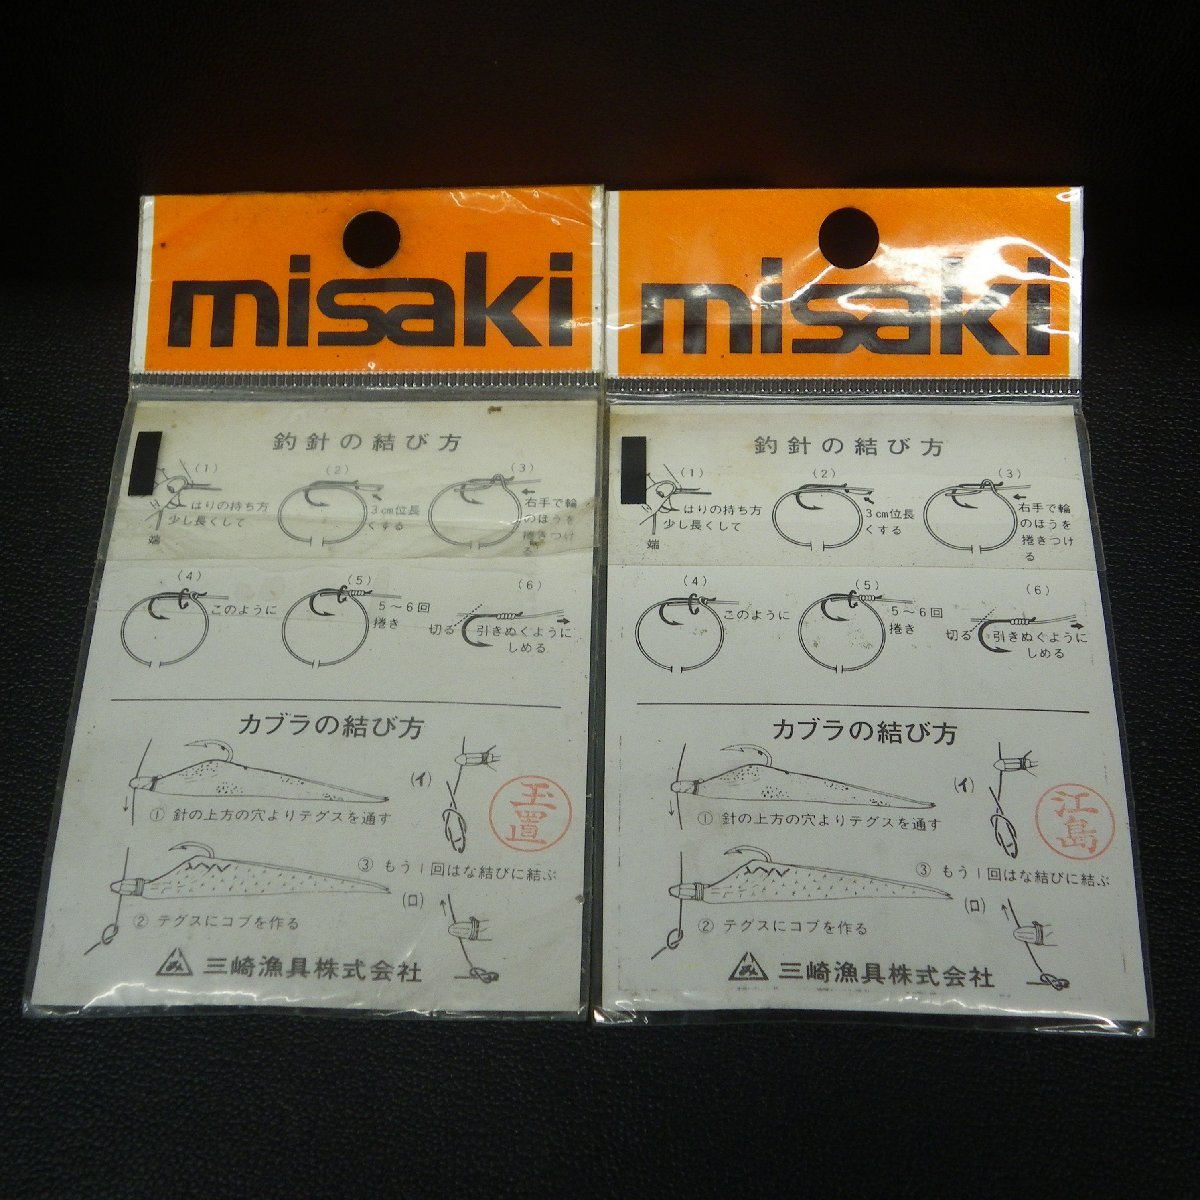 misaki
釣針の結び方
(1)
はりの持ち方
少し長くして
端
(2)
3cm位長
くする
(3)
右手で輪
のほうを
捲きつけ
る
(4)
このように
(5)
5～6回
捲き
(6)
切る
引きぬくように
しめる
カブラの結び方
(イ)
① 針の上方の穴よりテグスを通す
玉置
③ もう1回はな結びに結ぶ
(ロ)
② テグスにコブを作る
三崎漁具株式会社
misaki
釣針の結び方
(1)
はりの持ち方
少し長くして
端
(2)
3cm位長
くする
(3)
右手で輪
のほうを
捲きつけ
る
(4)
このように
(5)
5～6回
捲き
(6)
切る
引きぬくように
しめる
カブラの結び方
(イ)
① 針の上方の穴よりテグスを通す
江島
③ もう1回はな結びに結ぶ
(ロ)
② テグスにコブを作る
三崎漁具株式会社